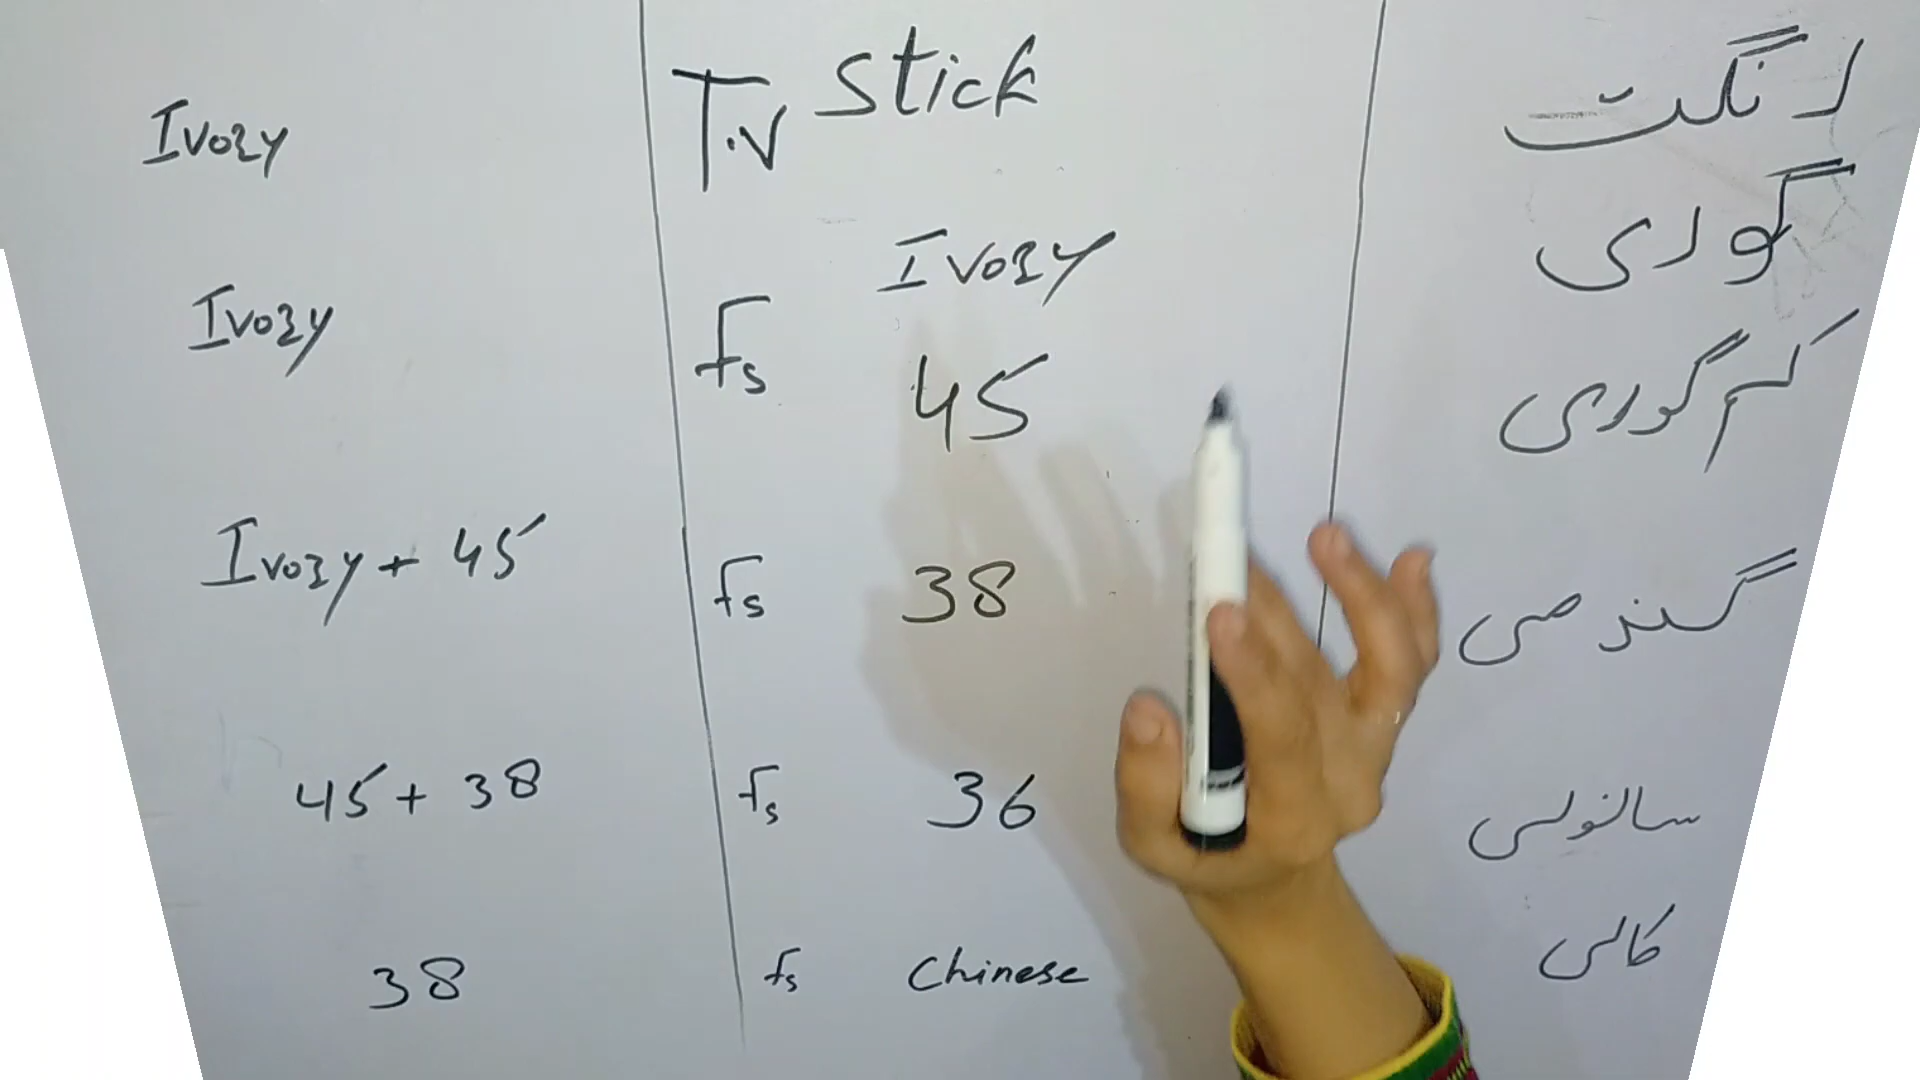 T.V Stick رنگت
Ivory Ivory گوری
Ivory fs 45 کم گوری
Ivory + 45 fs 38 گندمی
45 + 38 fs 36 سانولی
38 fs Chinese کالی